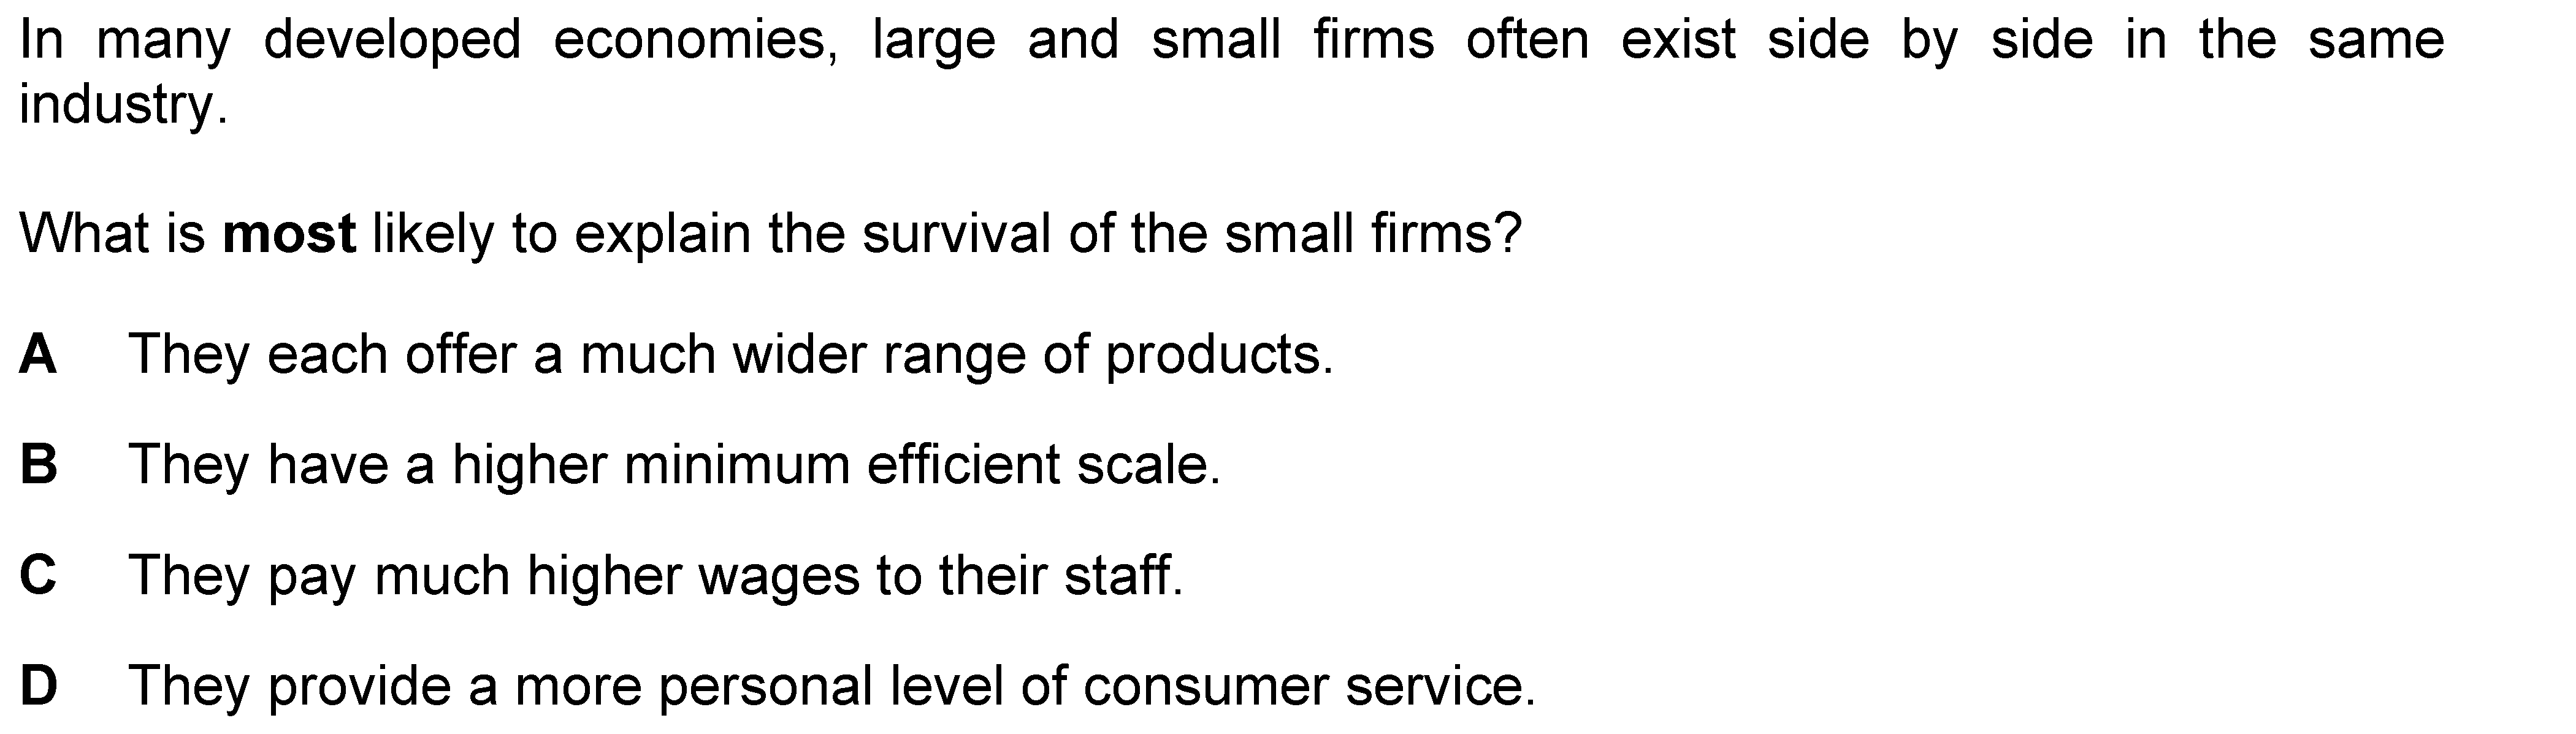 In many developed economies, large and small firms often exist side by side in the same
industry.
What is most likely to explain the survival of the small firms?
A They each offer a much wider range of products.
B They have a higher minimum efficient scale.
C They pay much higher wages to their staff.
D They provide a more personal level of consumer service.